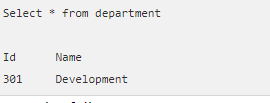 Select * from department
Id Name
301 Development